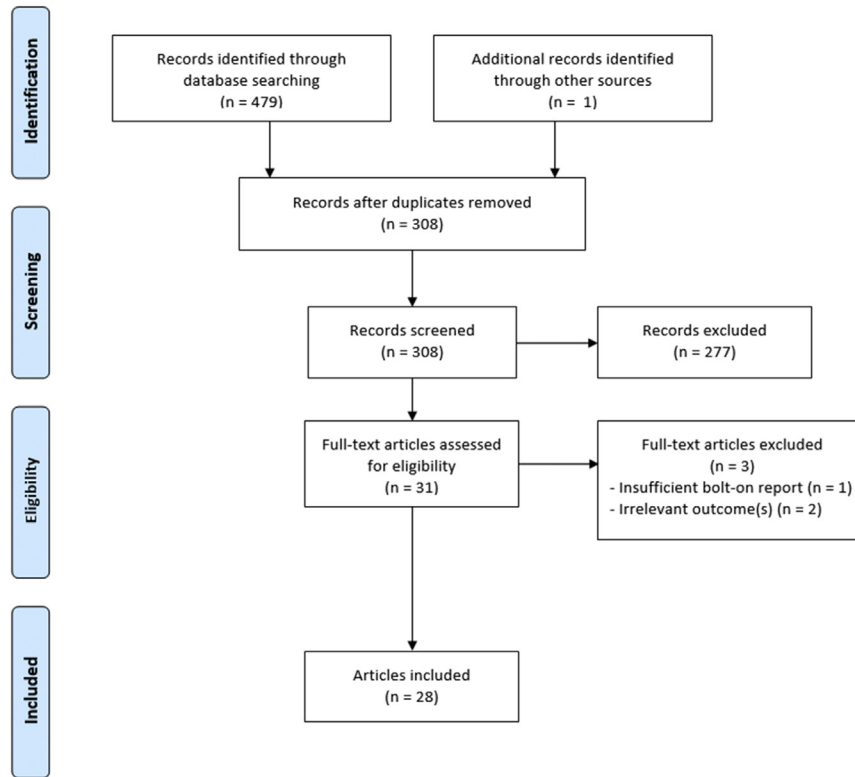 Identification
Records identified through
database searching
(n = 479)
Additional records identified
through other sources
(n = 1)
Records after duplicates removed
(n = 308)
Screening
Records screened
(n = 308)
Records excluded
(n = 277)
Eligibility
Full-text articles assessed
for eligibility
(n = 31)
Full-text articles excluded
(n = 3)
- Insufficient bolt-on report (n = 1)
- Irrelevant outcome(s) (n = 2)
Included
Articles included
(n = 28)